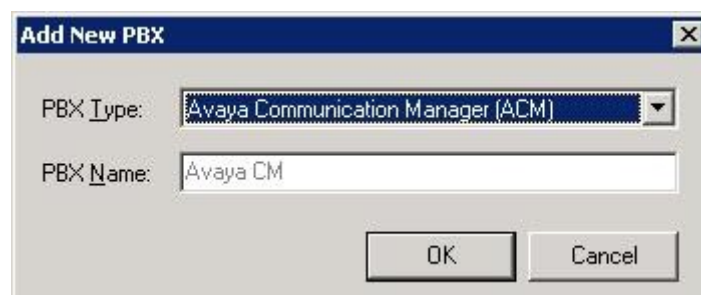 Add New PBX
PBX Type: Avaya Communication Manager (ACM)
PBX Name: Avaya CM
OK Cancel